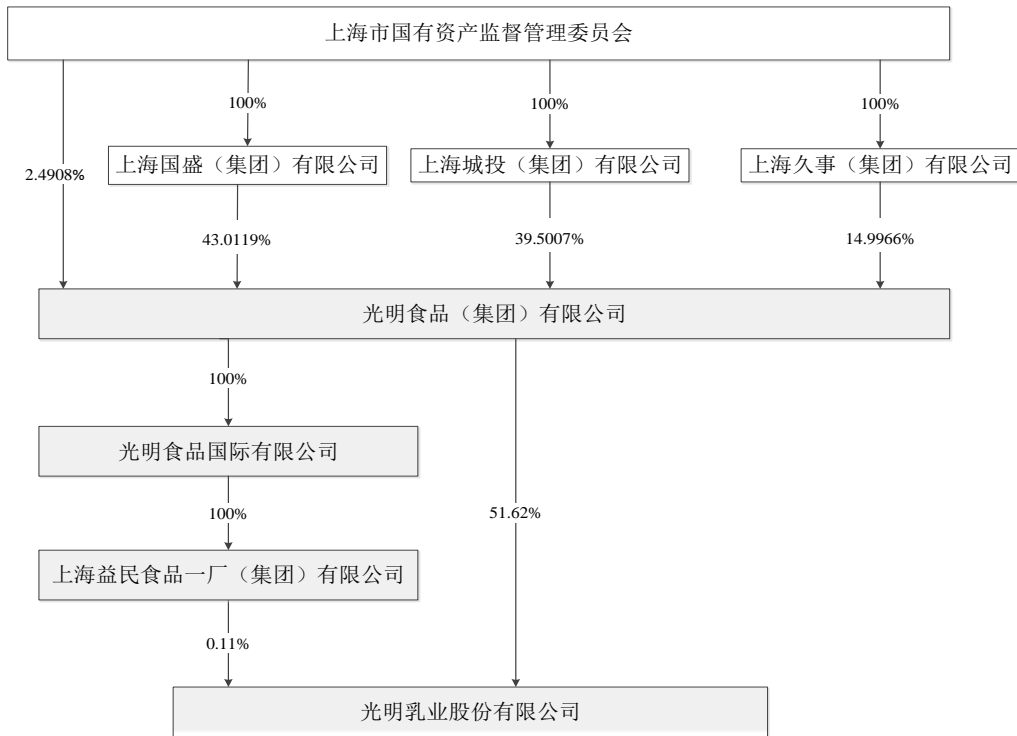 上海市国有资产监督管理委员会
100%
100%
100%
上海国盛（集团）有限公司
上海城投（集团）有限公司
上海久事（集团）有限公司
2.4908%
43.0119%
39.5007%
14.9966%
光明食品（集团）有限公司
100%
光明食品国际有限公司
100%
51.62%
上海益民食品一厂（集团）有限公司
0.11%
光明乳业股份有限公司